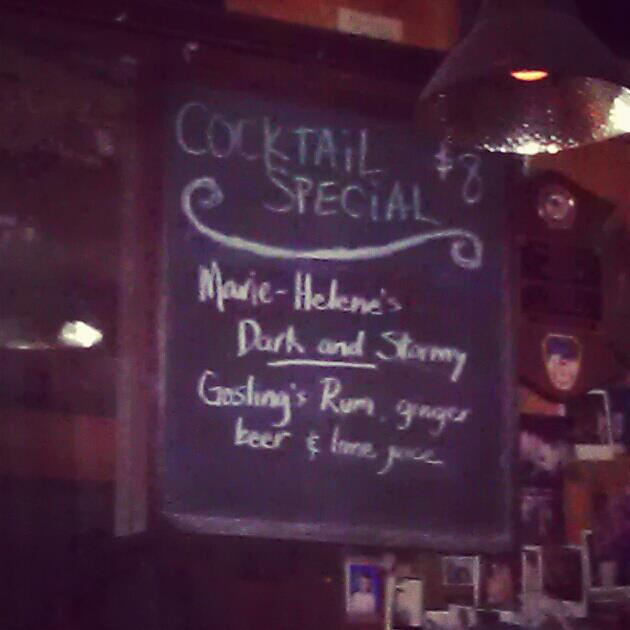 COCKTAIL $8
SPECIAL
Marie-Helene's
Dark and Stormy
Gosling's Rum, ginger
beer & lime juice